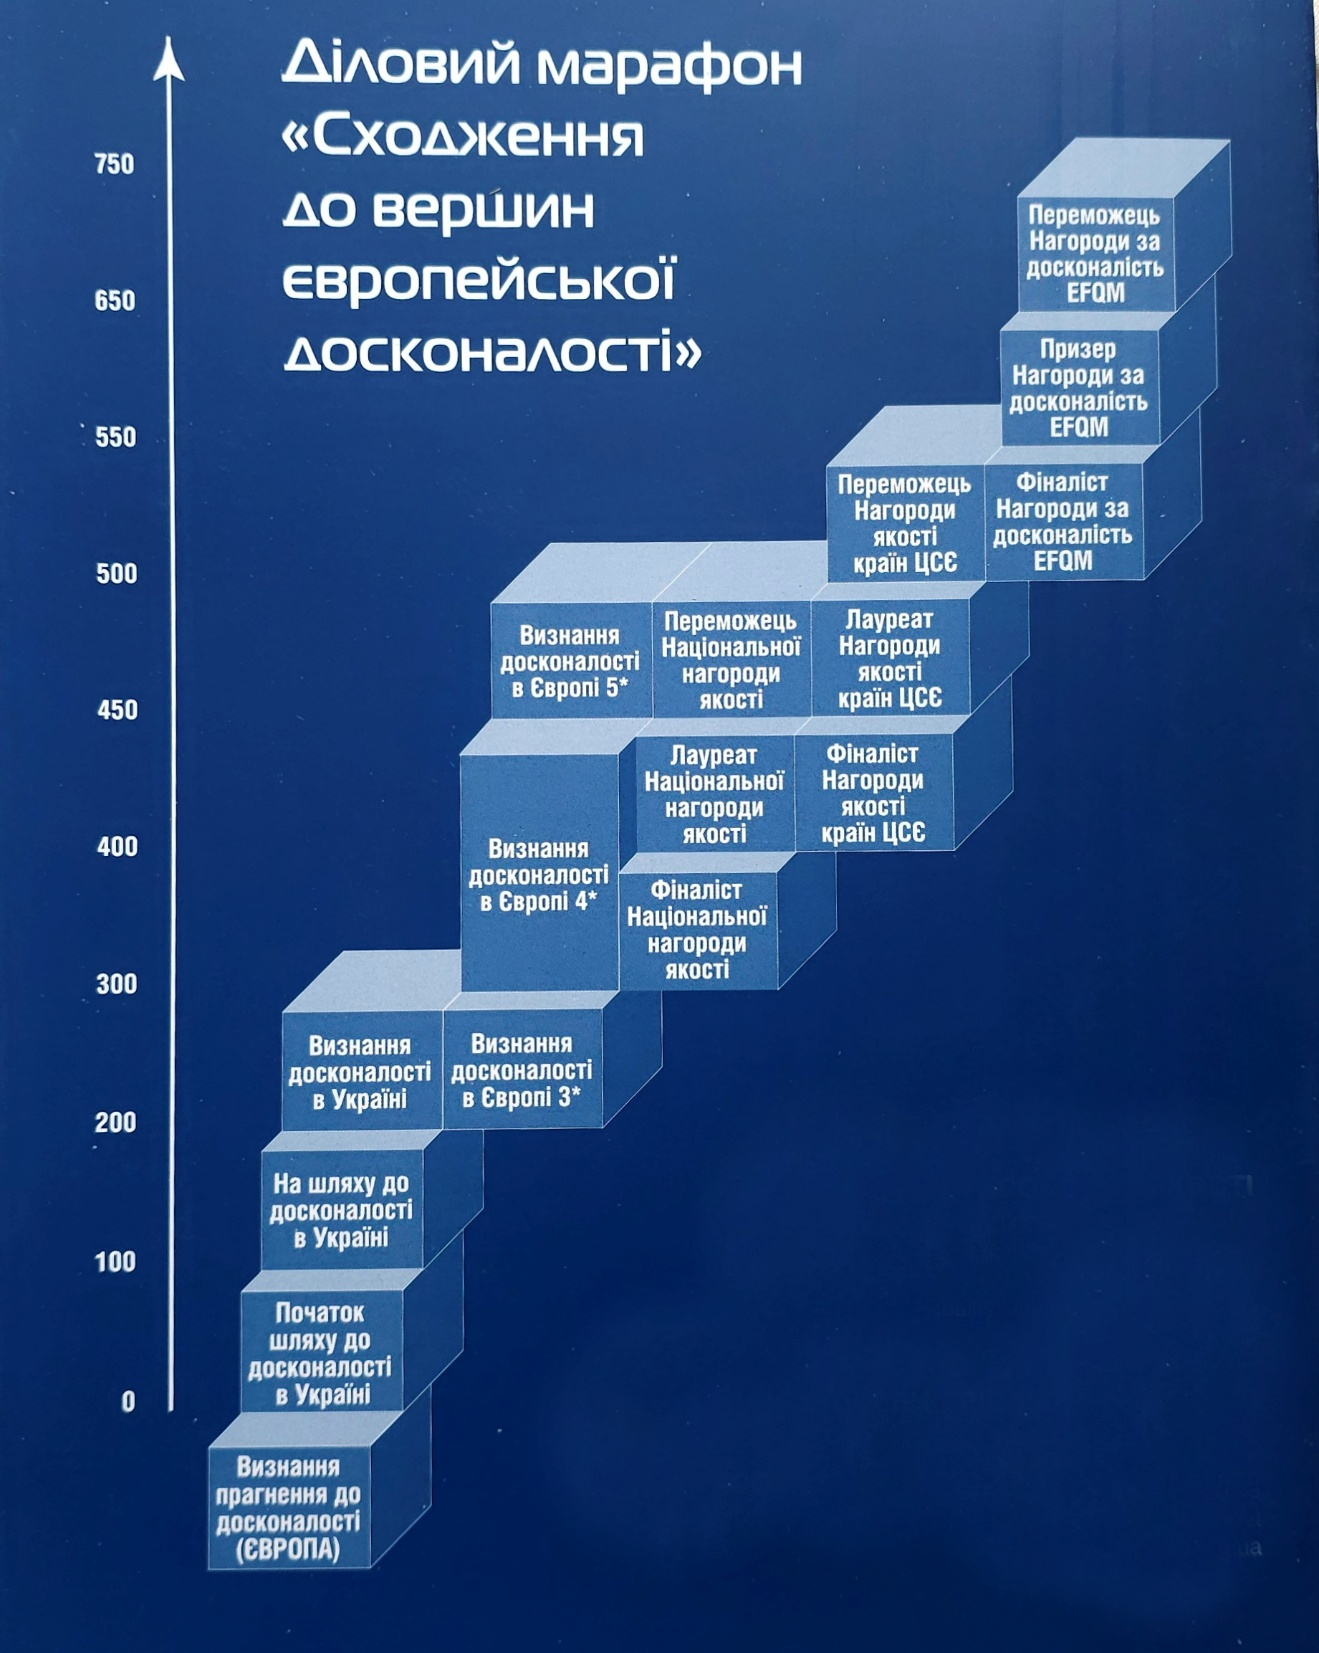 Діловий марафон
«Сходження
до вершин
європейської
досконалості»
750
650
550
500
450
400
300
200
100
0
Переможець
Нагороди за
досконалість
EFQM
Призер
Нагороди за
досконалість
EFQM
Переможець
Нагороди
якості
країн ЦСЄ
Фіналіст
Нагороди за
досконалість
EFQM
Визнання
досконалості
в Європі 5*
Переможець
Національної
нагороди
якості
Лауреат
Нагороди
якості
країн ЦСЄ
Визнання
досконалості
в Європі 4*
Лауреат
Національної
нагороди
якості
Фіналіст
Нагороди
якості
країн ЦСЄ
Фіналіст
Національної
нагороди
якості
Визнання
досконалості
в Україні
Визнання
досконалості
в Європі 3*
На шляху до
досконалості
в Україні
Початок
шляху до
досконалості
в Україні
Визнання
прагнення до
досконалості
(ЄВРОПА)